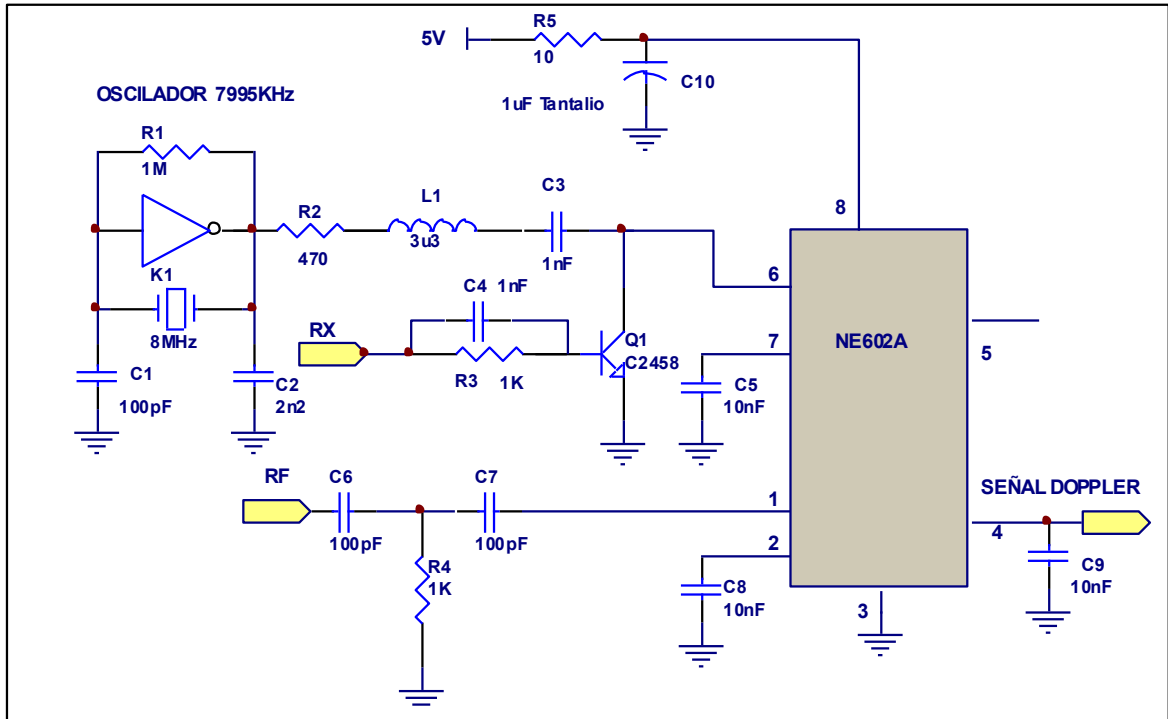 5V
R5
10
C10
1uF Tantalio
OSCILADOR 7995KHz
R1
1M
K1
8MHz
C1
100pF
C2
2n2
R2
470
L1
3u3
C3
1nF
C4 1nF
RX
R3 1K
Q1
C2458
8
6
7
NE602A
5
C5
10nF
RF
C6
100pF
C7
100pF
R4
1K
1
2
C8
10nF
3
SEÑAL DOPPLER
4
C9
10nF